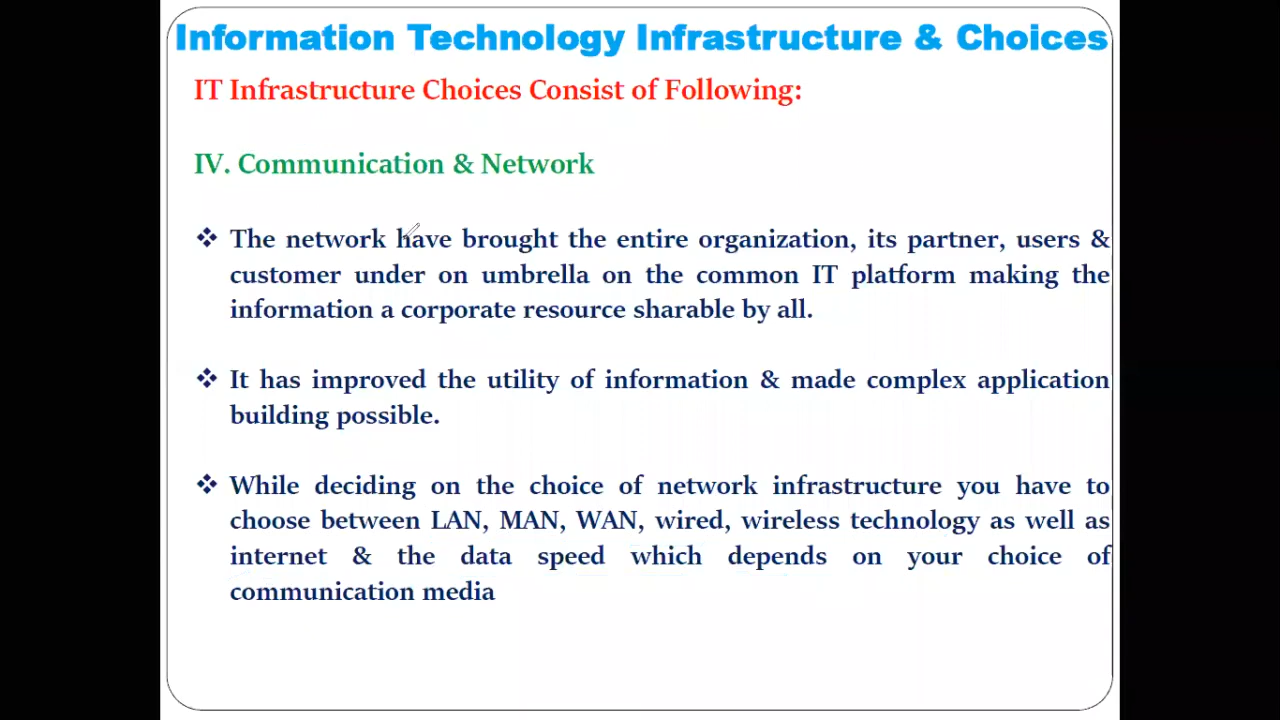 Information Technology Infrastructure & Choices
IT Infrastructure Choices Consist of Following:
IV. Communication & Network
❖ The network have brought the entire organization, its partner, users &
customer under on umbrella on the common IT platform making the
information a corporate resource sharable by all.
❖ It has improved the utility of information & made complex application
building possible.
❖ While deciding on the choice of network infrastructure you have to
choose between LAN, MAN, WAN, wired, wireless technology as well as
internet & the data speed which depends on your choice of
communication media